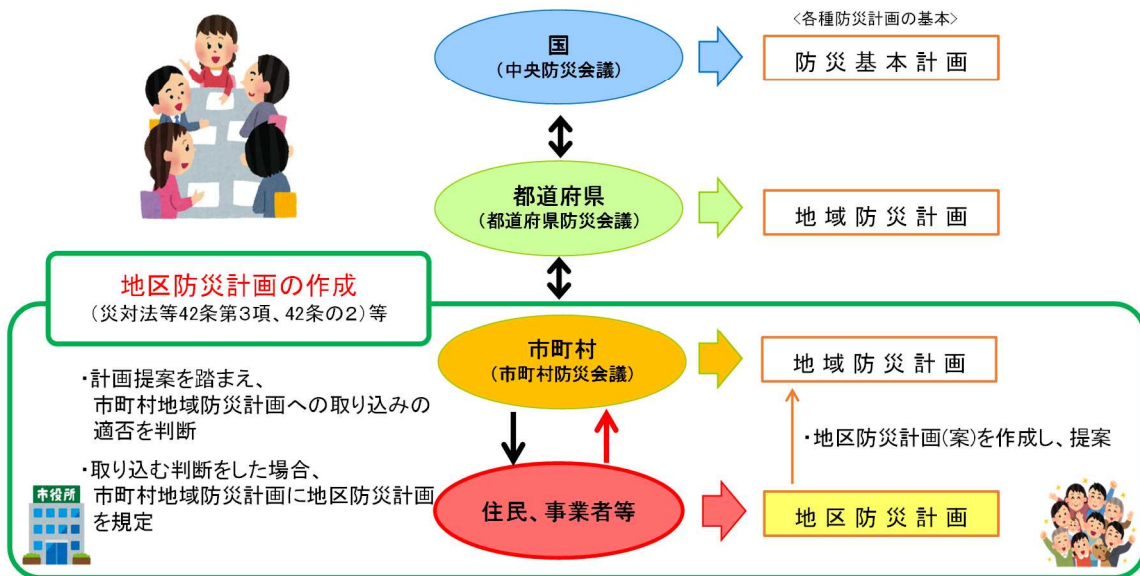 <各種防災計画の基本>
国
(中央防災会議)
防災基本計画
都道府県
(都道府県防災会議)
地域防災計画
地区防災計画の作成
(災対法等42条第3項、42条の2)等
市町村
(市町村防災会議)
地域防災計画
・計画提案を踏まえ、
市町村地域防災計画への取り込みの
適否を判断
・地区防災計画(案)を作成し、提案
・取り込む判断をした場合、
市町村地域防災計画に地区防災計画
を規定
市役所
住民、事業者等
地区防災計画